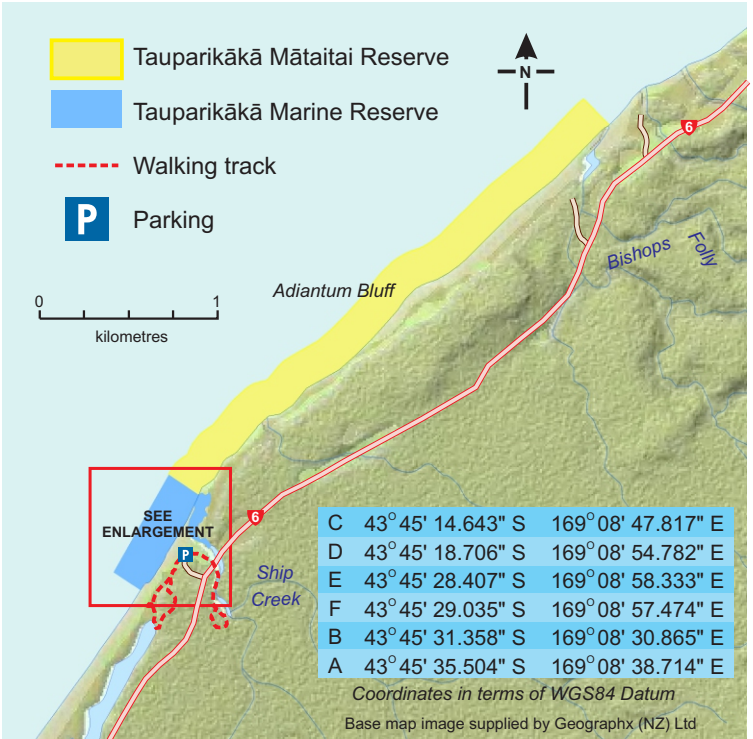 Tauparikākā Mātaitai Reserve
Tauparikākā Marine Reserve
Walking track
P
Parking
N
6
0 1
kilometres
Adiantum Bluff
Bishops Folly
SEE
ENLARGEMENT
P
6
Ship
Creek
C 43° 45' 14.643" S 169° 08' 47.817" E
D 43° 45' 18.706" S 169° 08' 54.782" E
E 43° 45' 28.407" S 169° 08' 58.333" E
F 43° 45' 29.035" S 169° 08' 57.474" E
B 43° 45' 31.358" S 169° 08' 30.865" E
A 43° 45' 35.504" S 169° 08' 38.714" E
Coordinates in terms of WGS84 Datum
Base map image supplied by Geographx (NZ) Ltd